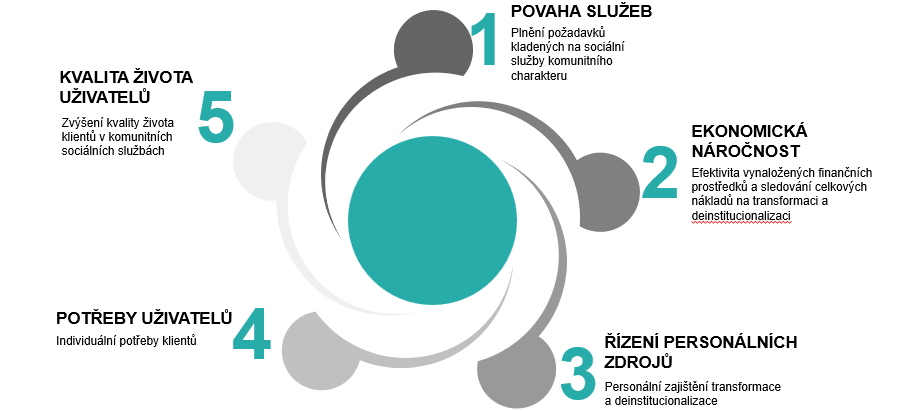 1
POVAHA SLUŽEB
Plnění požadavků
kladených na sociální
služby komunitního
charakteru
2
EKONOMICKÁ
NÁROČNOST
Efektivita vynaložených finančních
prostředků a sledování celkových
nákladů na transformaci a
deinstitucionalizaci
3
ŘÍZENÍ PERSONÁLNÍCH
ZDROJŮ
Personální zajištění transformace
a deinstitucionalizace
4
POTŘEBY UŽIVATELŮ
Individuální potřeby klientů
5
KVALITA ŽIVOTA
UŽIVATELŮ
Zvýšení kvality života
klientů v komunitních
sociálních službách